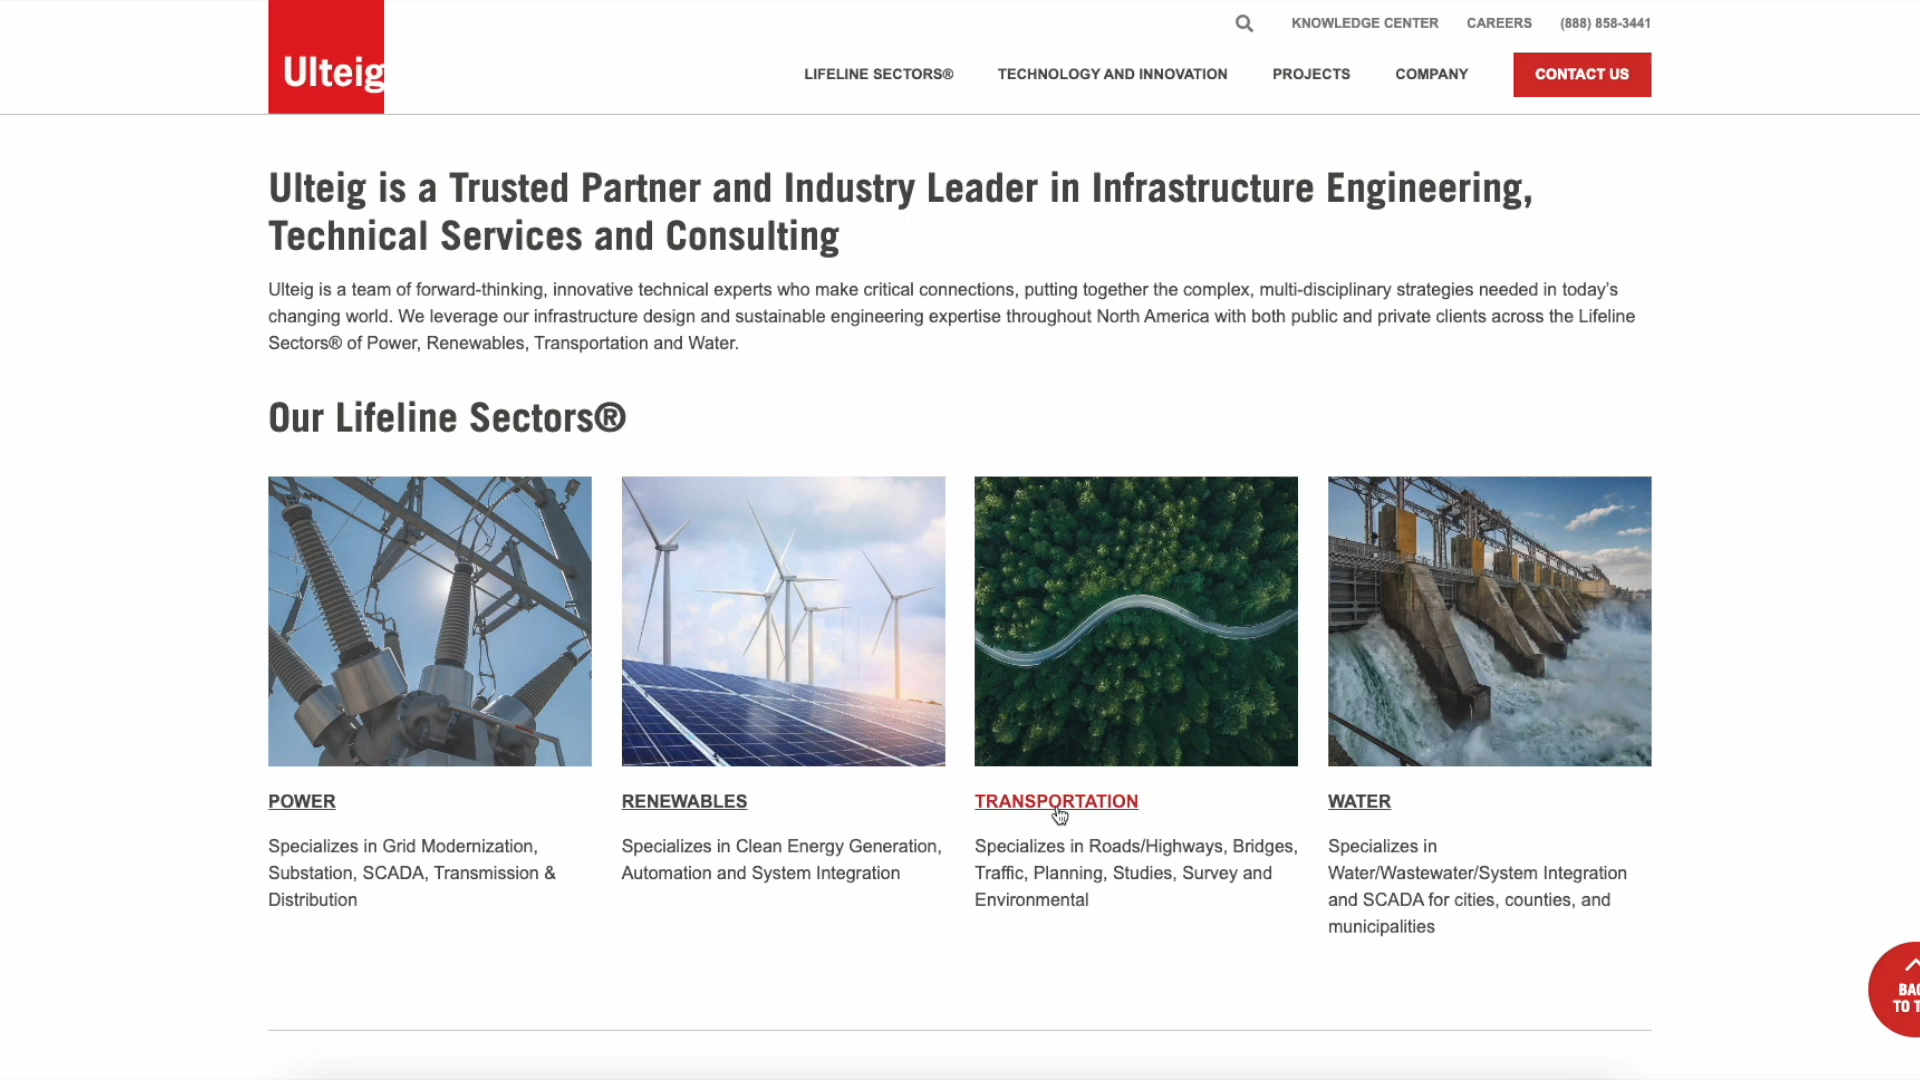 Ulteig
KNOWLEDGE CENTER
CAREERS
(888) 858-3441
LIFELINE SECTORS®
TECHNOLOGY AND INNOVATION
PROJECTS
COMPANY
CONTACT US
Ulteig is a Trusted Partner and Industry Leader in Infrastructure Engineering,
Technical Services and Consulting
Ulteig is a team of forward-thinking, innovative technical experts who make critical connections, putting together the complex, multi-disciplinary strategies needed in today’s
changing world. We leverage our infrastructure design and sustainable engineering expertise throughout North America with both public and private clients across the Lifeline
Sectors® of Power, Renewables, Transportation and Water.
Our Lifeline Sectors®
POWER
Specializes in Grid Modernization,
Substation, SCADA, Transmission &
Distribution
RENEWABLES
Specializes in Clean Energy Generation,
Automation and System Integration
TRANSPORTATION
Specializes in Roads/Highways, Bridges,
Traffic, Planning, Studies, Survey and
Environmental
WATER
Specializes in
Water/Wastewater/System Integration
and SCADA for cities, counties, and
municipalities
TO